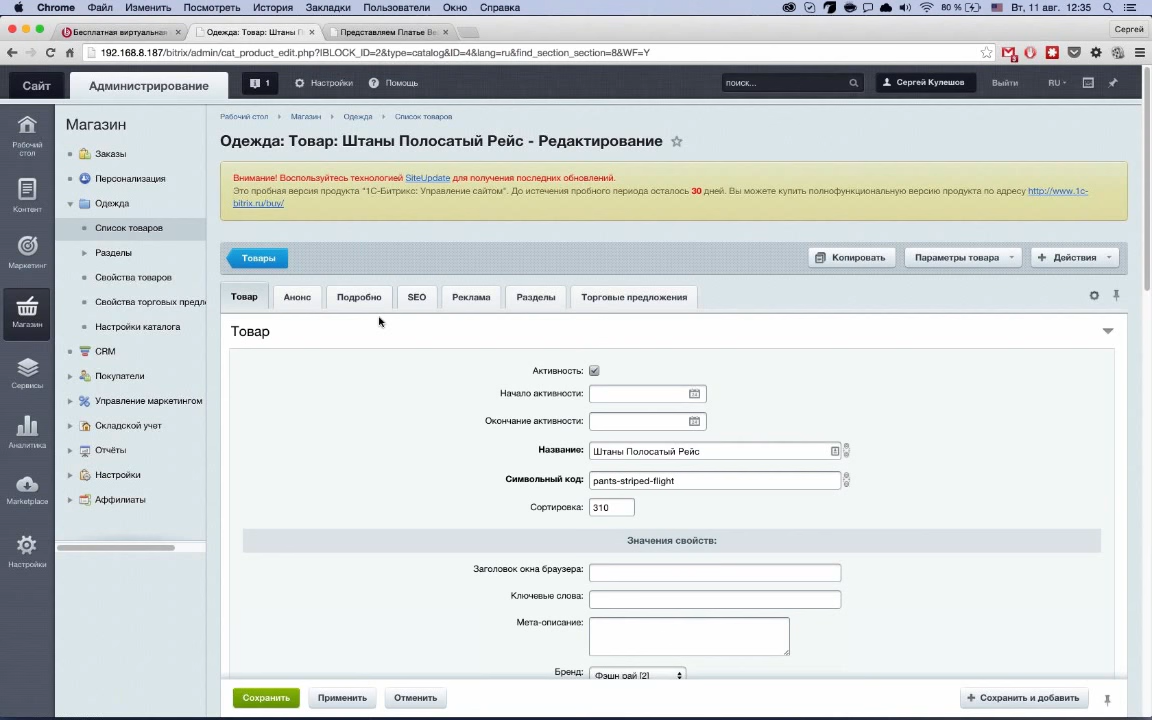 Chrome Файл Изменить Посмотреть История Закладки Пользователи Окно Справка 80 % Вт, 11 авг. 12:35
Бесплатная виртуальная Одежда: Товар: Штаны П Представляем Платье Ве Сергей
192.168.8.187/bitrix/admin/cat_product_edit.php?IBLOCK_ID=2&type=catalog&ID=4&lang=ru&find_section_section=8&WF=Y
Сайт Администрирование 1 Настройки Помощь поиск... Сергей Кулешов Выйти RU
Рабочий стол Магазин Одежда Список товаров
Одежда: Товар: Штаны Полосатый Рейс - Редактирование
Внимание! Воспользуйтесь технологией SiteUpdate для получения последних обновлений.
Это пробная версия продукта "1С-Битрикс: Управление сайтом". До истечения пробного периода осталось 30 дней. Вы можете купить полнофункциональную версию продукта по адресу http://www.1c-
bitrix.ru/buy/
Рабочий
стол
Контент
Маркетинг
Магазин
Сервисы
Аналитика
Marketplace
Настройки
Магазин
Заказы
Персонализация
Одежда
Список товаров
Разделы
Свойства товаров
Свойства торговых предл
Настройки каталога
CRM
Покупатели
Управление маркетингом
Складской учет
Отчёты
Настройки
Аффилиаты
Товары Копировать Параметры товара Действия
Товар Анонс Подробно SEO Реклама Разделы Торговые предложения
Товар
Активность:
Начало активности:
Окончание активности:
Название: Штаны Полосатый Рейс
Символьный код: pants-striped-flight
Сортировка: 310
Значения свойств:
Заголовок окна браузера:
Ключевые слова:
Мета-описание:
Бренд: Фэшн рай [2]
Сохранить Применить Отменить Сохранить и добавить